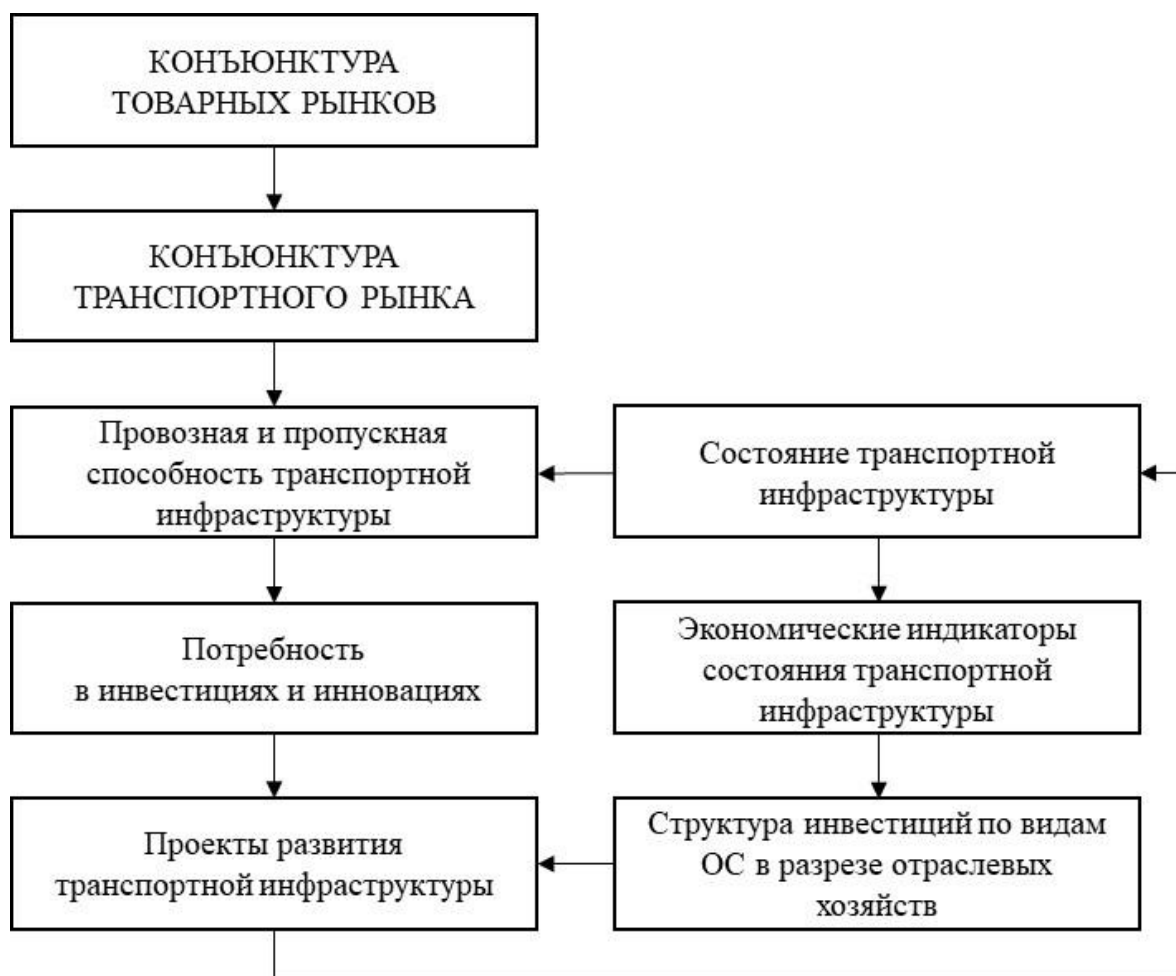 КОНЪЮНКТУРА
ТОВАРНЫХ РЫНКОВ
КОНЪЮНКТУРА
ТРАНСПОРТНОГО РЫНКА
Провозная и пропускная
способность транспортной
инфраструктуры
Состояние транспортной
инфраструктуры
Потребность
в инвестициях и инновациях
Экономические индикаторы
состояния транспортной
инфраструктуры
Проекты развития
транспортной инфраструктуры
Структура инвестиций по видам
ОС в разрезе отраслевых
хозяйств